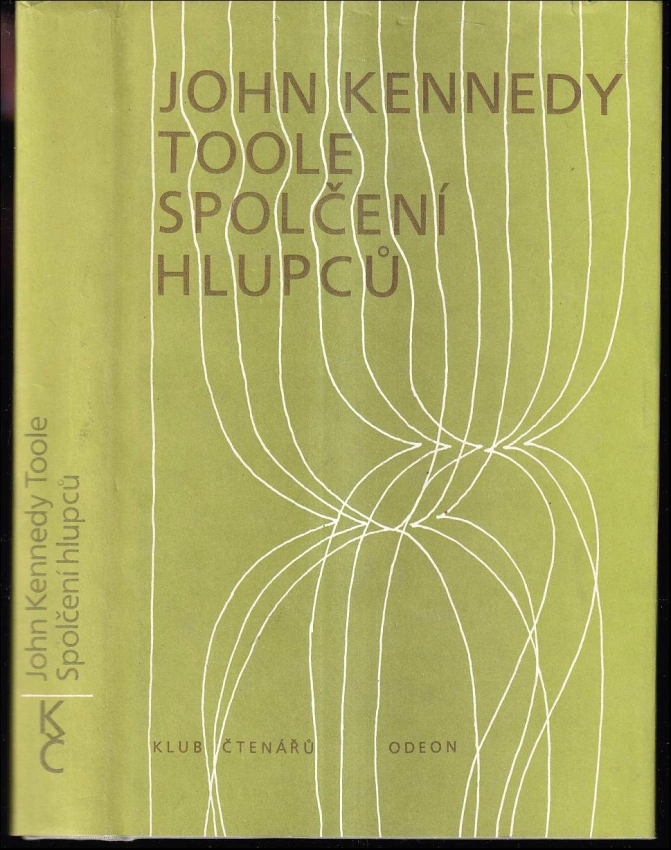 JOHN KENNEDY
TOOLE
SPOLČENÍ
HLUPCŮ
KLUB ČTENÁŘŮ ODEON
John Kennedy Toole
Spolčení hlupců